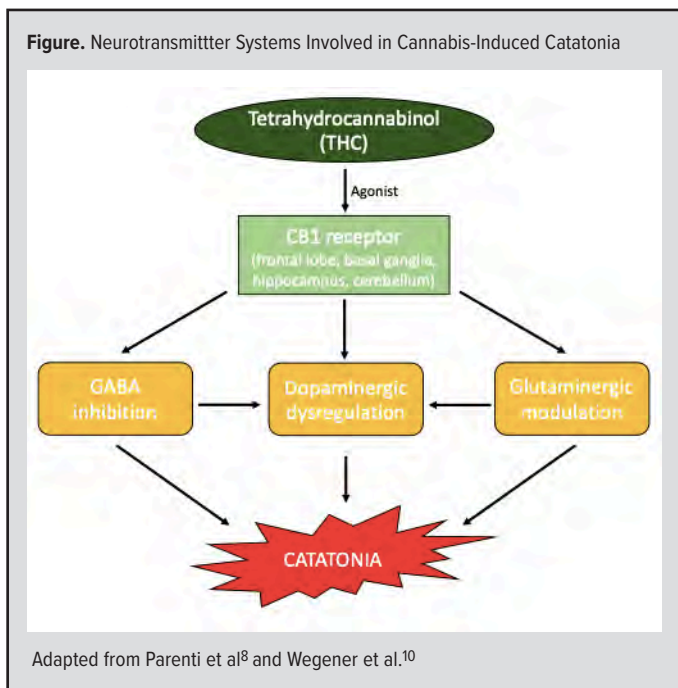 Figure. Neurotransmittter Systems Involved in Cannabis-Induced Catatonia
Tetrahydrocannabinol
(THC)
Agonist
CB1 receptor
(frontal lobe, basal ganglia,
hippocampus, cerebellum)
GABA
inhibition
Dopaminergic
dysregulation
Glutaminergic
modulation
CATATONIA
Adapted from Parenti et al8 and Wegener et al.10